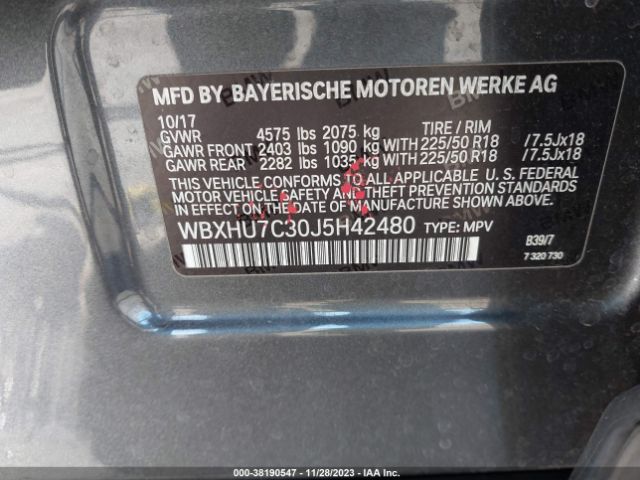 MFD BY BAYERISCHE MOTOREN WERKE AG
10/17
GVWR 4575 lbs 2075 kg TIRE / RIM
GAWR FRONT 2403 lbs 1090 kg WITH 225/50 R18 /7.5Jx18
GAWR REAR 2282 lbs 1035 kg WITH 225/50 R18 /7.5Jx18
THIS VEHICLE CONFORMS TO ALL APPLICABLE U.S. FEDERAL
MOTOR VEHICLE SAFETY AND THEFT PREVENTION STANDARDS
IN EFFECT ON THE DATE OF MANUFACTURE SHOWN ABOVE.
WBXHU7C30J5H42480 TYPE: MPV
B39/7
7 320 730
000-38190547 - 11/28/2023 - IAA Inc.